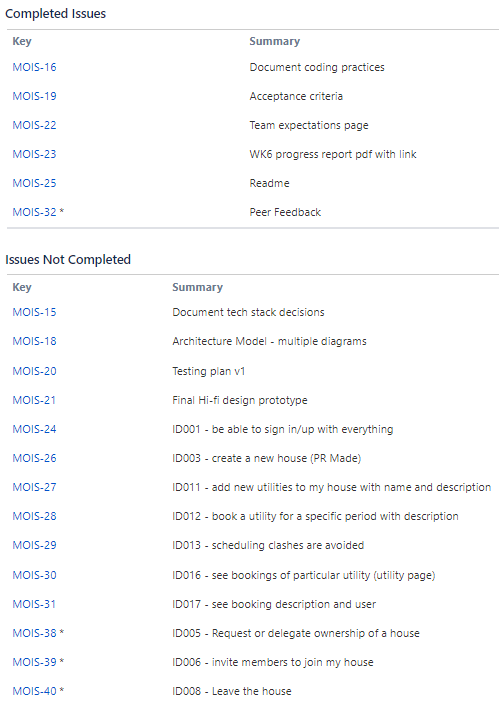 Completed Issues
Key Summary
MOIS-16 Document coding practices
MOIS-19 Acceptance criteria
MOIS-22 Team expectations page
MOIS-23 WK6 progress report pdf with link
MOIS-25 Readme
MOIS-32 * Peer Feedback
Issues Not Completed
Key Summary
MOIS-15 Document tech stack decisions
MOIS-18 Architecture Model - multiple diagrams
MOIS-20 Testing plan v1
MOIS-21 Final Hi-fi design prototype
MOIS-24 ID001 - be able to sign in/up with everything
MOIS-26 ID003 - create a new house (PR Made)
MOIS-27 ID011 - add new utilities to my house with name and description
MOIS-28 ID012 - book a utility for a specific period with description
MOIS-29 ID013 - scheduling clashes are avoided
MOIS-30 ID016 - see bookings of particular utility (utility page)
MOIS-31 ID017 - see booking description and user
MOIS-38 * ID005 - Request or delegate ownership of a house
MOIS-39 * ID006 - invite members to join my house
MOIS-40 * ID008 - Leave the house